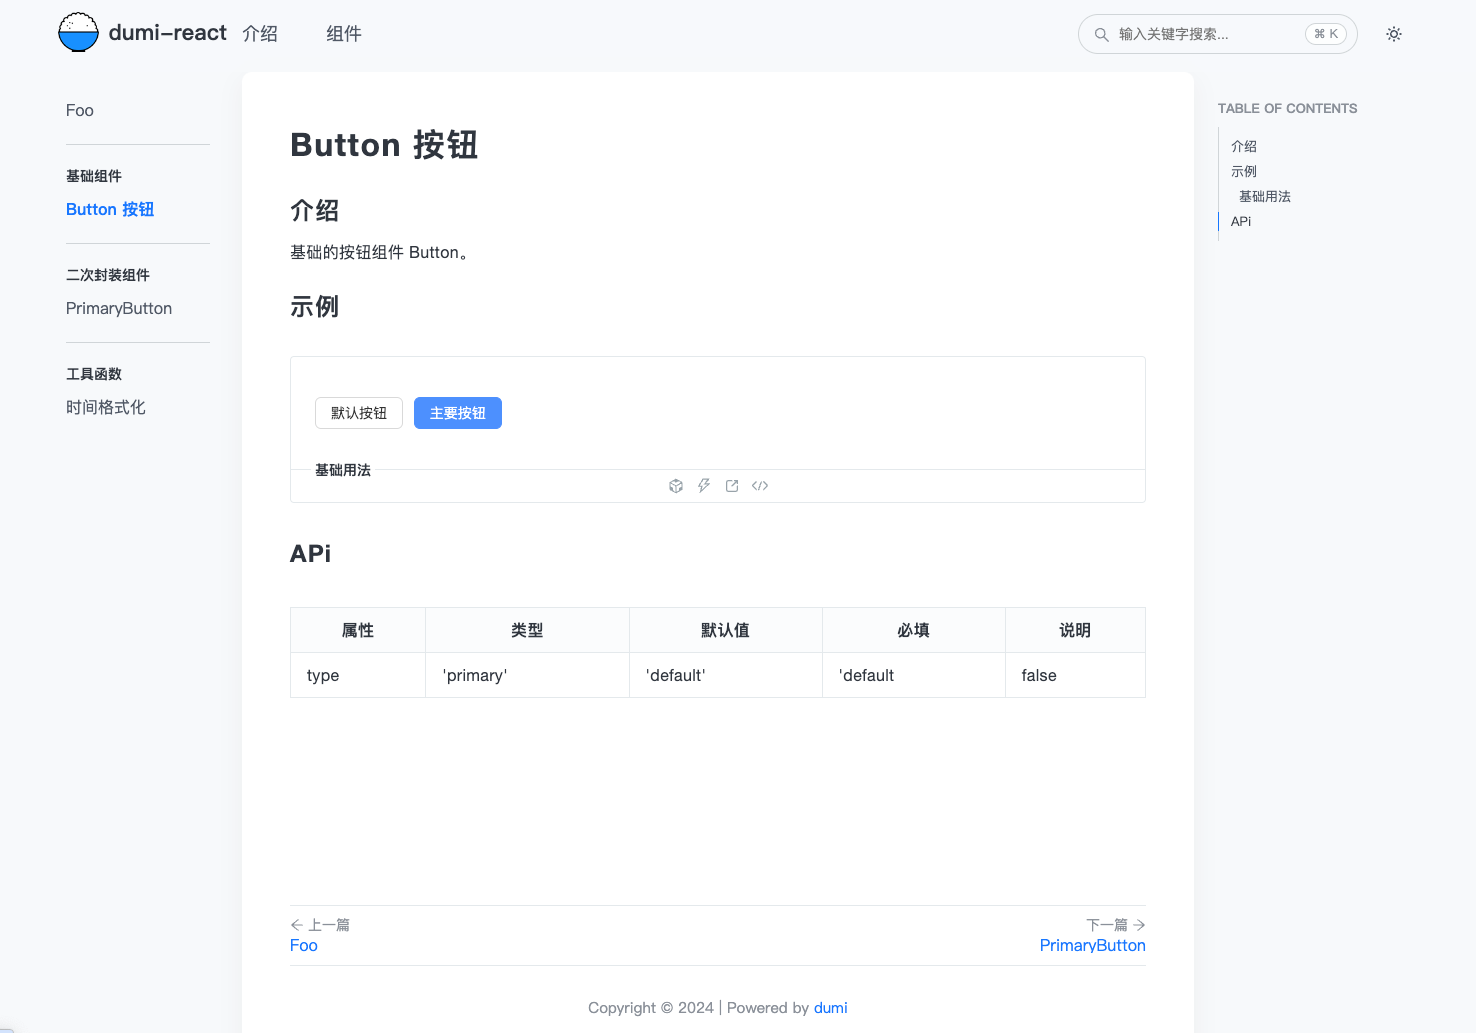 dumi-react 介绍 组件 输入关键字搜索... ⌘ K
Foo
基础组件
Button 按钮
二次封装组件
PrimaryButton
工具函数
时间格式化
Button 按钮
介绍
基础的按钮组件 Button。
示例
默认按钮 主要按钮
基础用法
APi
属性 类型 默认值 必填 说明
type 'primary' 'default' 'default false
← 上一篇 下一篇 →
Foo PrimaryButton
Copyright © 2024 | Powered by dumi
TABLE OF CONTENTS
介绍
示例
基础用法
APi